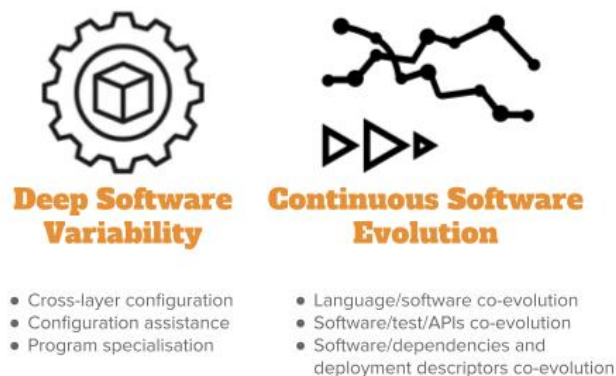 Deep Software
Variability
• Cross-layer configuration
• Configuration assistance
• Program specialisation
Continuous Software
Evolution
• Language/software co-evolution
• Software/test/APIs co-evolution
• Software/dependencies and
deployment descriptors co-evolution